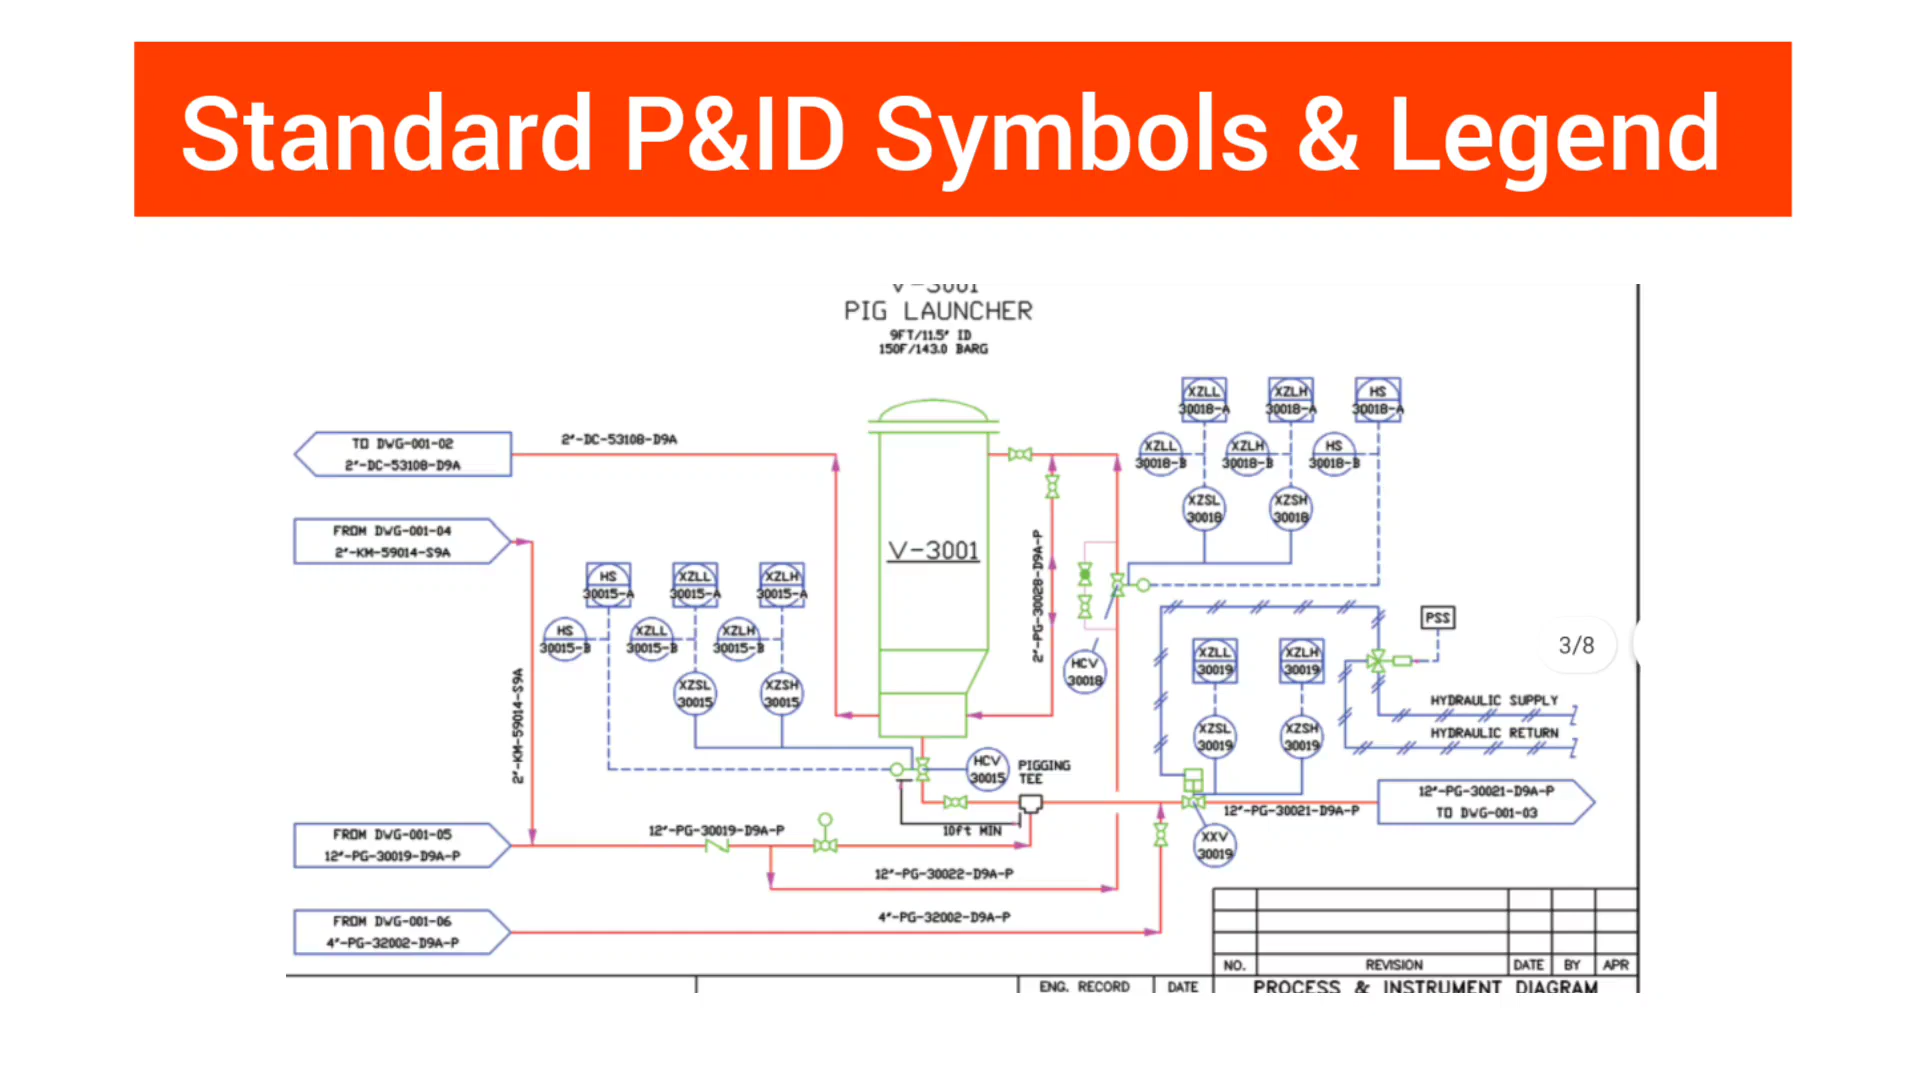 Standard P&ID Symbols & Legend
V-3001
PIG LAUNCHER
9FT/11.5" ID
150F/143.0 BARG
TO DWG-001-02
2"-DC-53108-D9A
2"-DC-53108-D9A
FROM DWG-001-04
2"-KM-59014-S9A
2"-KM-59014-S9A
HS
30015-A
XZLL
30015-A
XZLH
30015-A
HS
30015-B
XZLL
30015-B
XZLH
30015-B
XZSL
30015
XZSH
30015
V-3001
2"-PG-30028-D9A-P
XZLL
30018-A
XZLH
30018-A
HS
30018-A
XZLL
30018-B
XZLH
30018-B
HS
30018-B
XZSL
30018
XZSH
30018
HCV
30018
PSS
3/8
XZLL
30019
XZLH
30019
XZSL
30019
XZSH
30019
HYDRAULIC SUPPLY
HYDRAULIC RETURN
HCV
30015
PIGGING
TEE
10ft MIN
12"-PG-30021-D9A-P
12"-PG-30021-D9A-P
TO DWG-001-03
XXV
30019
FROM DWG-001-05
12"-PG-30019-D9A-P
12"-PG-30019-D9A-P
12"-PG-30022-D9A-P
FROM DWG-001-06
4"-PG-32002-D9A-P
4"-PG-32002-D9A-P
NO.
REVISION
DATE
BY
APR
ENG. RECORD
DATE
PROCESS & INSTRUMENT DIAGRAM